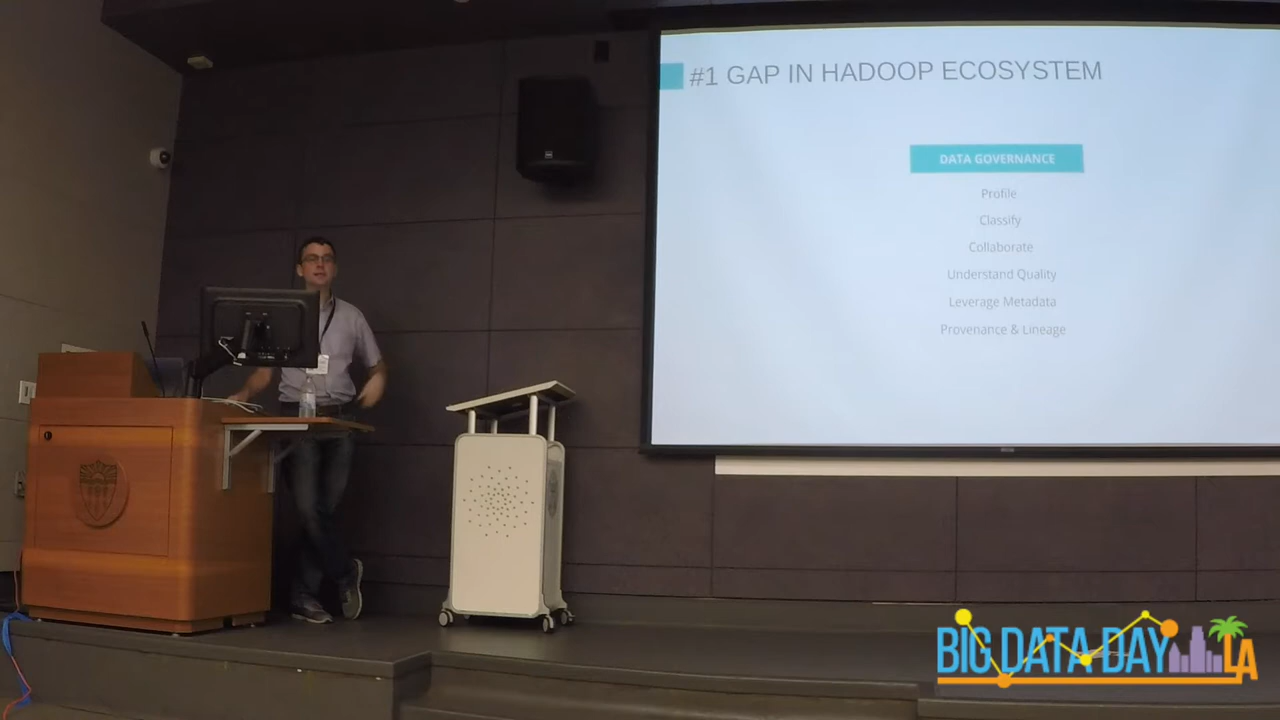 #1 GAP IN HADOOP ECOSYSTEM
DATA GOVERNANCE
Profile
Classify
Collaborate
Understand Quality
Leverage Metadata
Provenance & Lineage
BIG DATA DAY LA